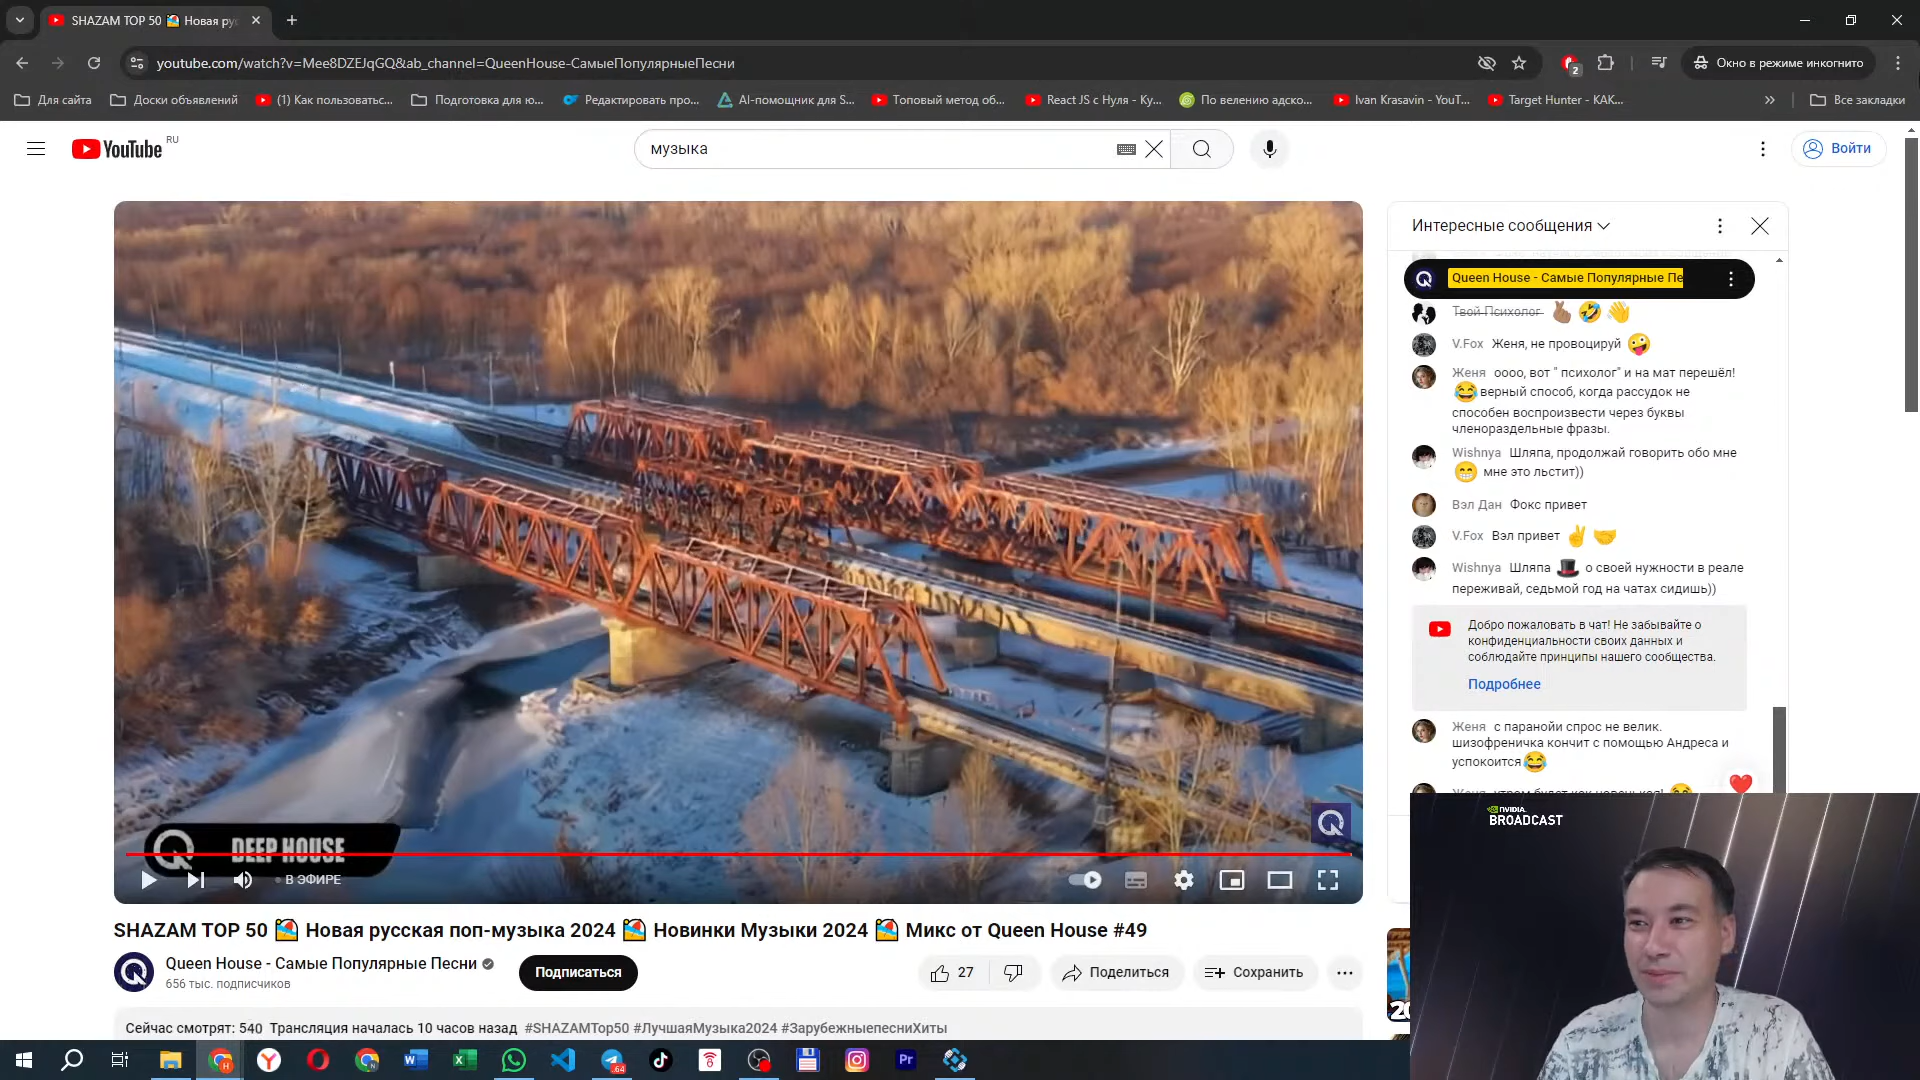 SHAZAM TOP 50 🏖 Новая ру
youtube.com/watch?v=Mee8DZEJqGQ&ab_channel=QueenHouse-СамыеПопулярныеПесни
2
Окно в режиме инкогнито
Для сайта
Доски объявлений
(1) Как пользоватьс...
Подготовка для ю...
Редактировать про...
AI-помощник для S...
Топовый метод об...
React JS с Нуля - Ку...
По велению адско...
Ivan Krasavin - YouT...
Target Hunter - КАК...
Все закладки
YouTube RU
музыка
Войти
Интересные сообщения
Queen House - Самые Популярные Пе
Твой Психолог 🤞🏽🤣👋
V.Fox Женя, не провоцируй 🤪
Женя оооо, вот " психолог" и на мат перешёл!
😂верный способ, когда рассудок не
способен воспроизвести через буквы
членораздельные фразы.
Wishnya Шляпа, продолжай говорить обо мне
😁 мне это льстит))
Вэл Дан Фокс привет
V.Fox Вэл привет ✌🤝
Wishnya Шляпа 🎩 о своей нужности в реале
переживай, седьмой год на чатах сидишь))
Добро пожаловать в чат! Не забывайте о
конфиденциальности своих данных и
соблюдайте принципы нашего сообщества.
Подробнее
Женя с паранойи спрос не велик.
шизофреничка кончит с помощью Андреса и
успокоится😂
NVIDIA.
BROADCAST
DEEP HOUSE
В ЭФИРЕ
SHAZAM TOP 50 🏖 Новая русская поп-музыка 2024 🏖 Новинки Музыки 2024 🏖 Микс от Queen House #49
Queen House - Самые Популярные Песни
656 тыс. подписчиков
Подписаться
27
Поделиться
Сохранить
Сейчас смотрят: 540 Трансляция началась 10 часов назад #SHAZAMTop50 #ЛучшаяМузыка2024 #ЗарубежныепесниХиты
20
.64
Pr